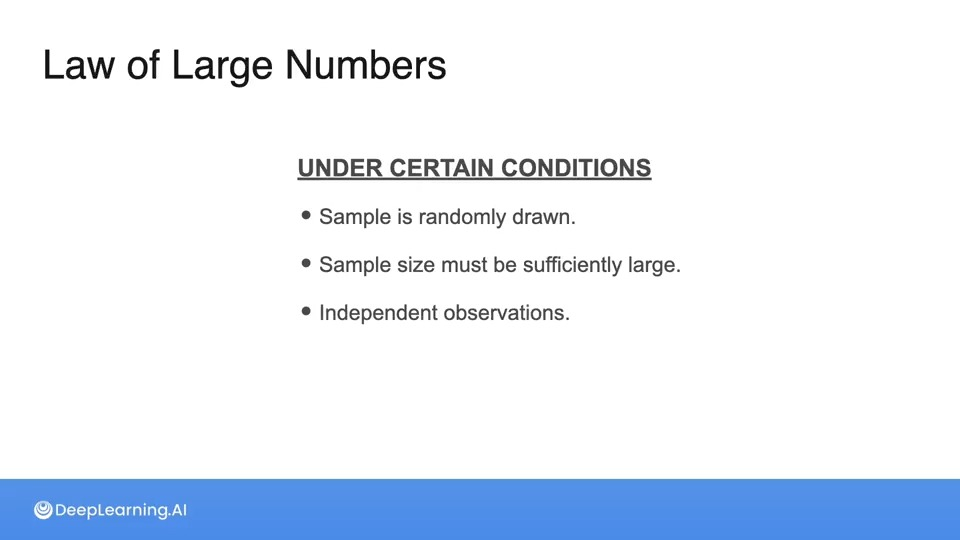 Law of Large Numbers
UNDER CERTAIN CONDITIONS
• Sample is randomly drawn.
• Sample size must be sufficiently large.
• Independent observations.
DeepLearning.AI